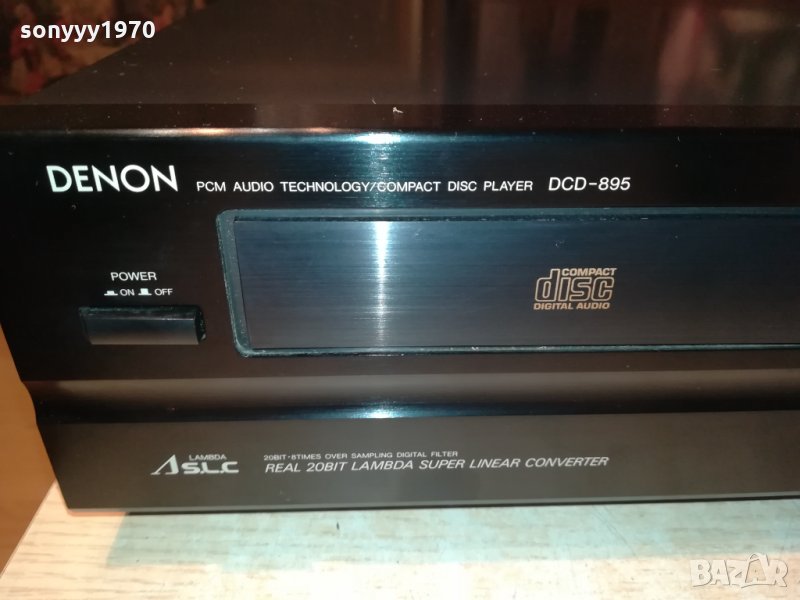 sonyyy1970
DENON PCM AUDIO TECHNOLOGY/COMPACT DISC PLAYER DCD-895
POWER
ON OFF
COMPACT
disc
DIGITAL AUDIO
LAMBDA
S.L.C
20BIT·8TIMES OVER SAMPLING DIGITAL FILTER
REAL 20BIT LAMBDA SUPER LINEAR CONVERTER
BAZAR